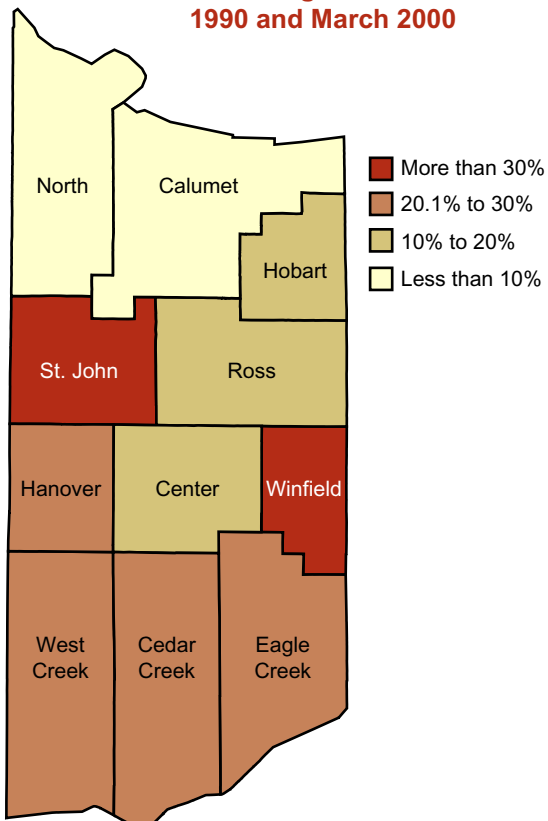 1990 and March 2000
North
Calumet
Hobart
St. John
Ross
Hanover
Center
Winfield
West
Creek
Cedar
Creek
Eagle
Creek
More than 30%
20.1% to 30%
10% to 20%
Less than 10%